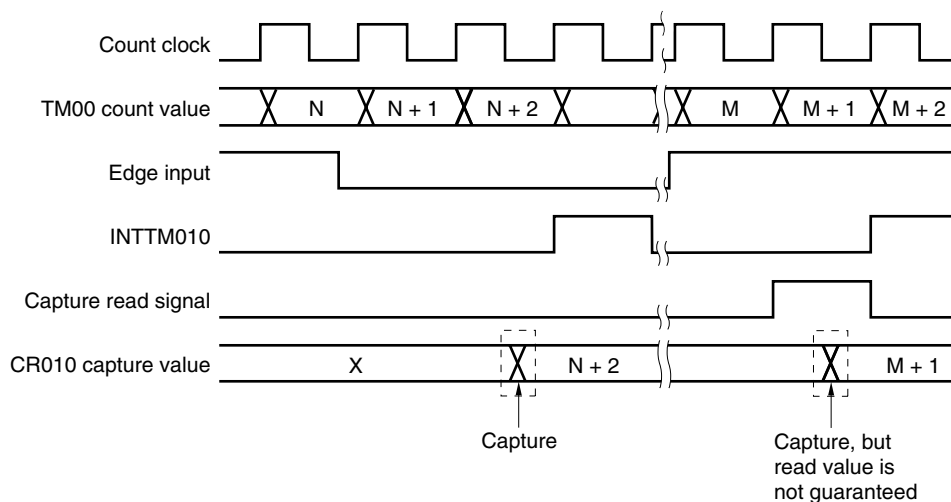 Count clock
TM00 count value
N
N + 1
N + 2
M
M + 1
M + 2
Edge input
INTTM010
Capture read signal
CR010 capture value
X
N + 2
M + 1
Capture
Capture, but
read value is
not guaranteed